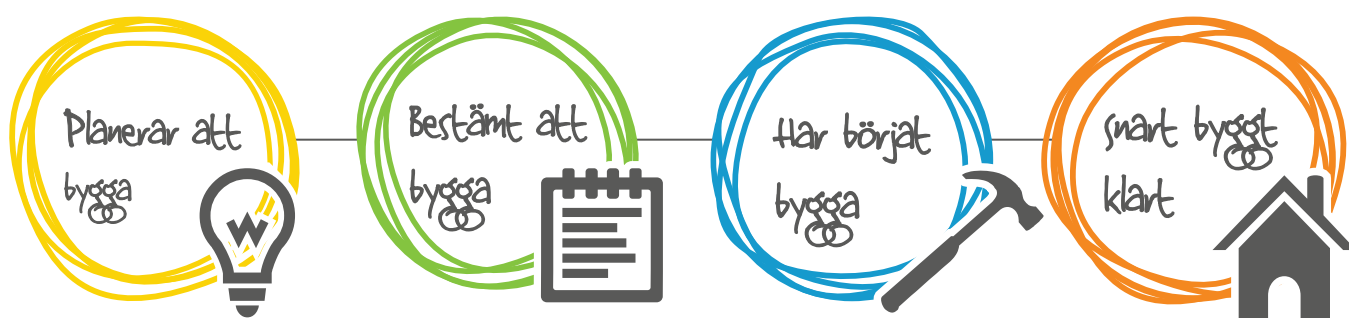 Planerar att
bygga
Bestämt att
bygga
Har börjat
bygga
snart byggt
klart